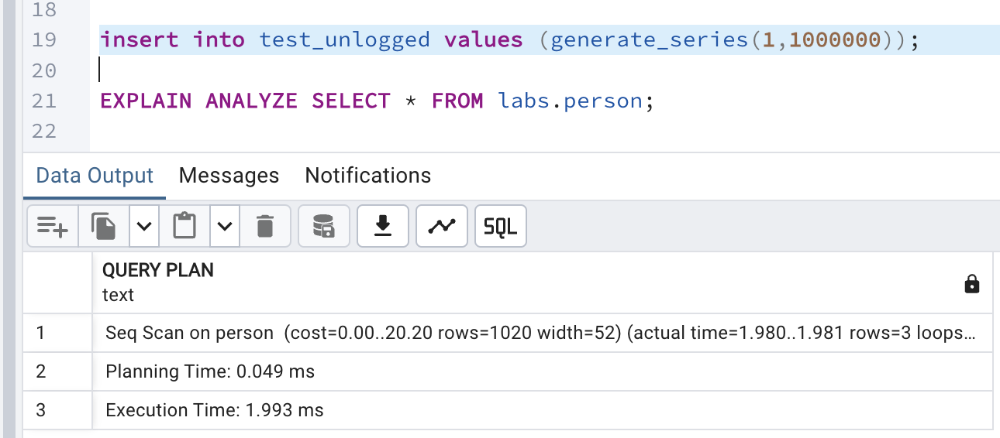 18
19 insert into test_unlogged values (generate_series(1,1000000));
20
21 EXPLAIN ANALYZE SELECT * FROM labs.person;
22
Data Output Messages Notifications
SQL
QUERY PLAN
text
1 Seq Scan on person (cost=0.00..20.20 rows=1020 width=52) (actual time=1.980..1.981 rows=3 loops...
2 Planning Time: 0.049 ms
3 Execution Time: 1.993 ms